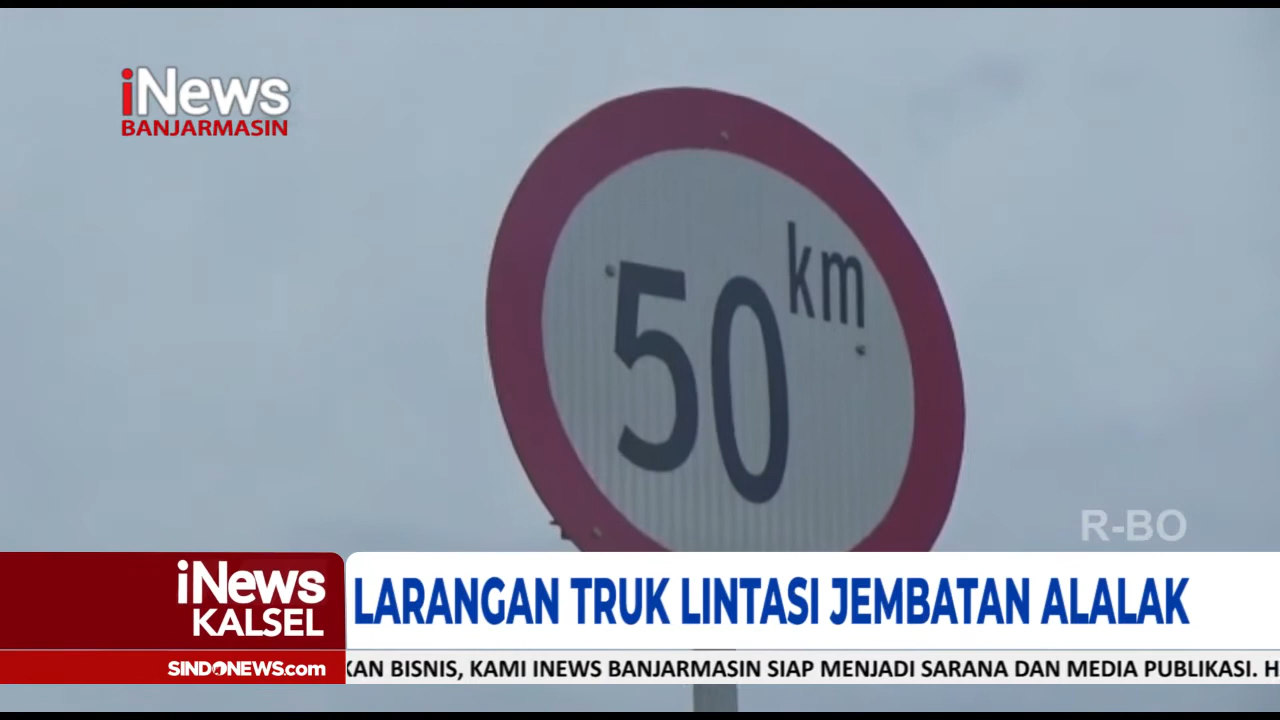 iNews
BANJARMASIN
50 km
R-BO
iNews
KALSEL
LARANGAN TRUK LINTASI JEMBATAN ALALAK
SINDONEWS.com
KAN BISNIS, KAMI INEWS BANJARMASIN SIAP MENJADI SARANA DAN MEDIA PUBLIKASI. H